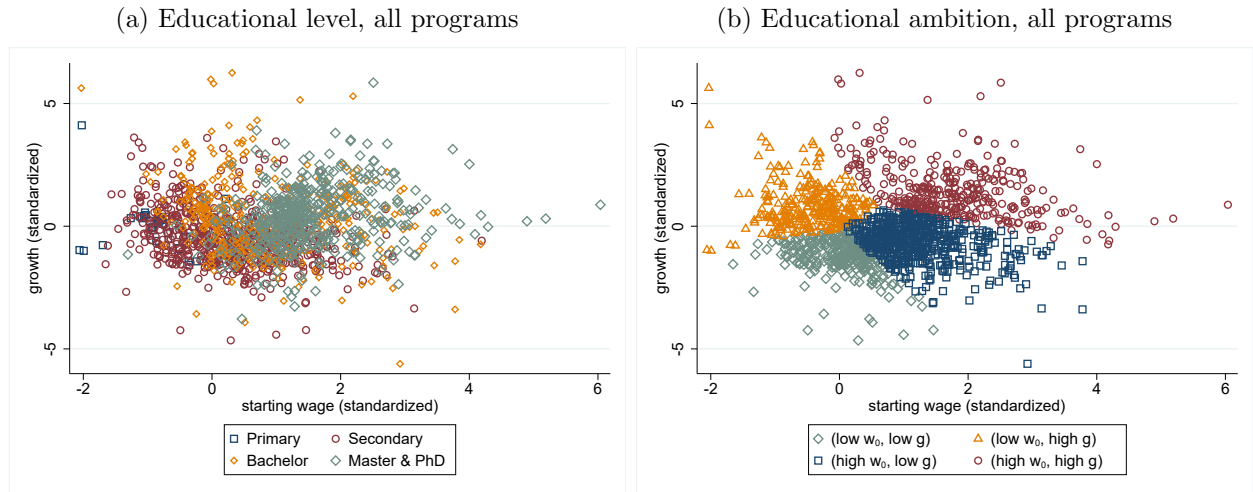 (a) Educational level, all programs
5
0
-5
growth (standardized)
-2 0 2 4 6
starting wage (standardized)
Primary Secondary
Bachelor Master & PhD
(b) Educational ambition, all programs
5
0
-5
growth (standardized)
-2 0 2 4 6
starting wage (standardized)
(low w₀, low g) (low w₀, high g)
(high w₀, low g) (high w₀, high g)